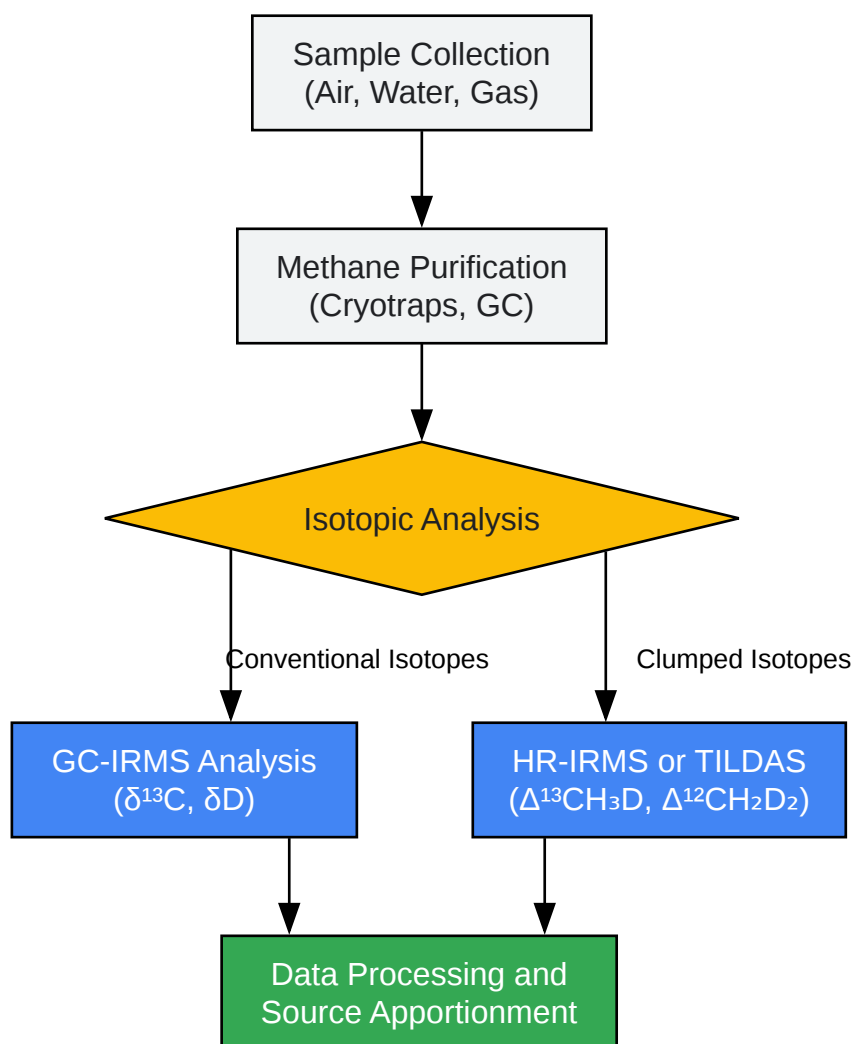 Sample Collection
(Air, Water, Gas)
Methane Purification
(Cryotraps, GC)
Isotopic Analysis
Conventional Isotopes
Clumped Isotopes
GC-IRMS Analysis
(δ¹³C, δD)
HR-IRMS or TILDAS
(Δ¹³CH₃D, Δ¹²CH₂D₂)
Data Processing and
Source Apportionment